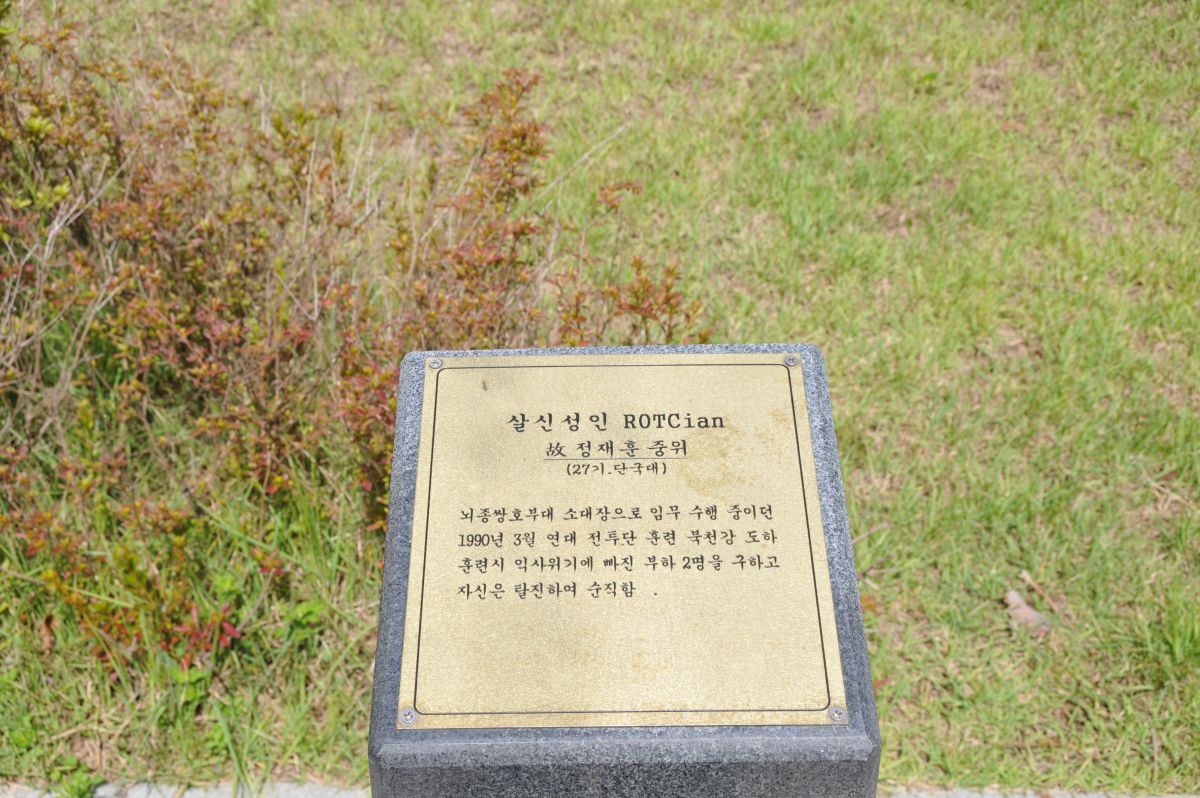 살신성인 ROTCian
故 정재훈 중위
(27기.단국대)
뇌종쌍호부대 소대장으로 임무 수행 중이던
1990년 3월 연대 전투단 훈련 북천강 도하
훈련시 익사위기에 빠진 부하 2명을 구하고
자신은 탈진하여 순직함 .